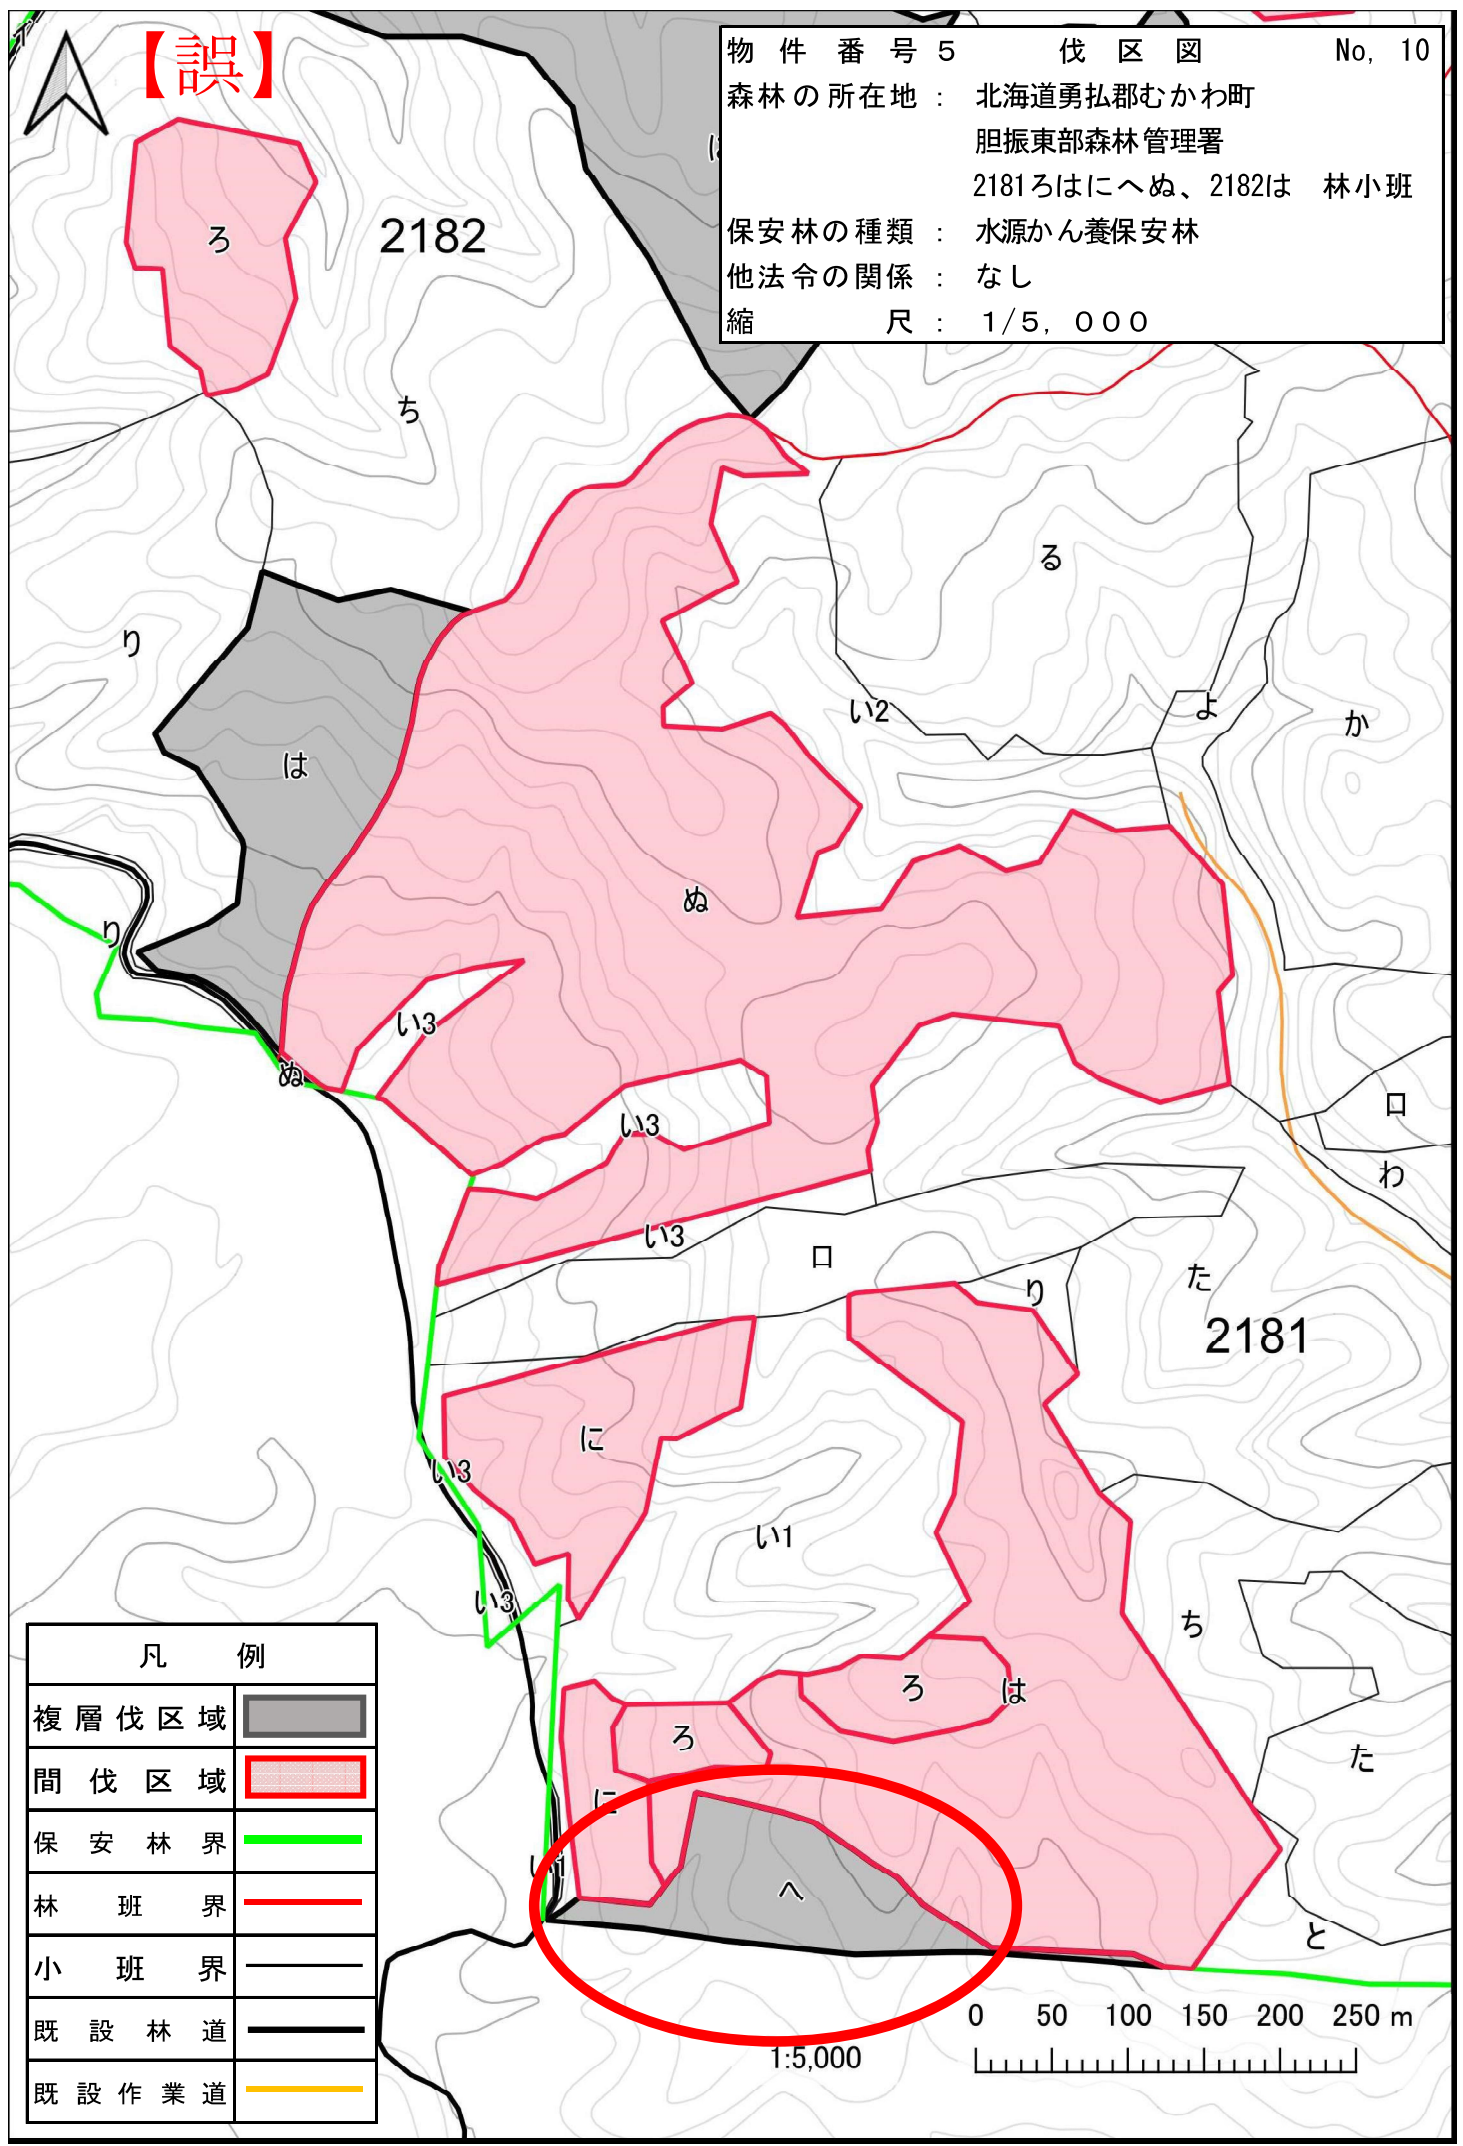 【誤】
物件番号5 伐区図 No, 10
森林の所在地 : 北海道勇払郡むかわ町
胆振東部森林管理署
2181ろはにへぬ、2182は 林小班
保安林の種類 : 水源かん養保安林
他法令の関係 : なし
縮尺 : 1/5, 000
ろ
2182
ち
る
り
い2
よ
か
は
ぬ
り
い3
ぬ
い3
ロ
わ
い3
ロ
り
た
2181
に
い3
い1
い3
ち
ろ
は
ろ
た
に
い1
へ
と
凡例
複層伐区域
間伐区域
保安林界
林班界
小班界
既設林道
既設作業道
0 50 100 150 200 250 m
1:5,000